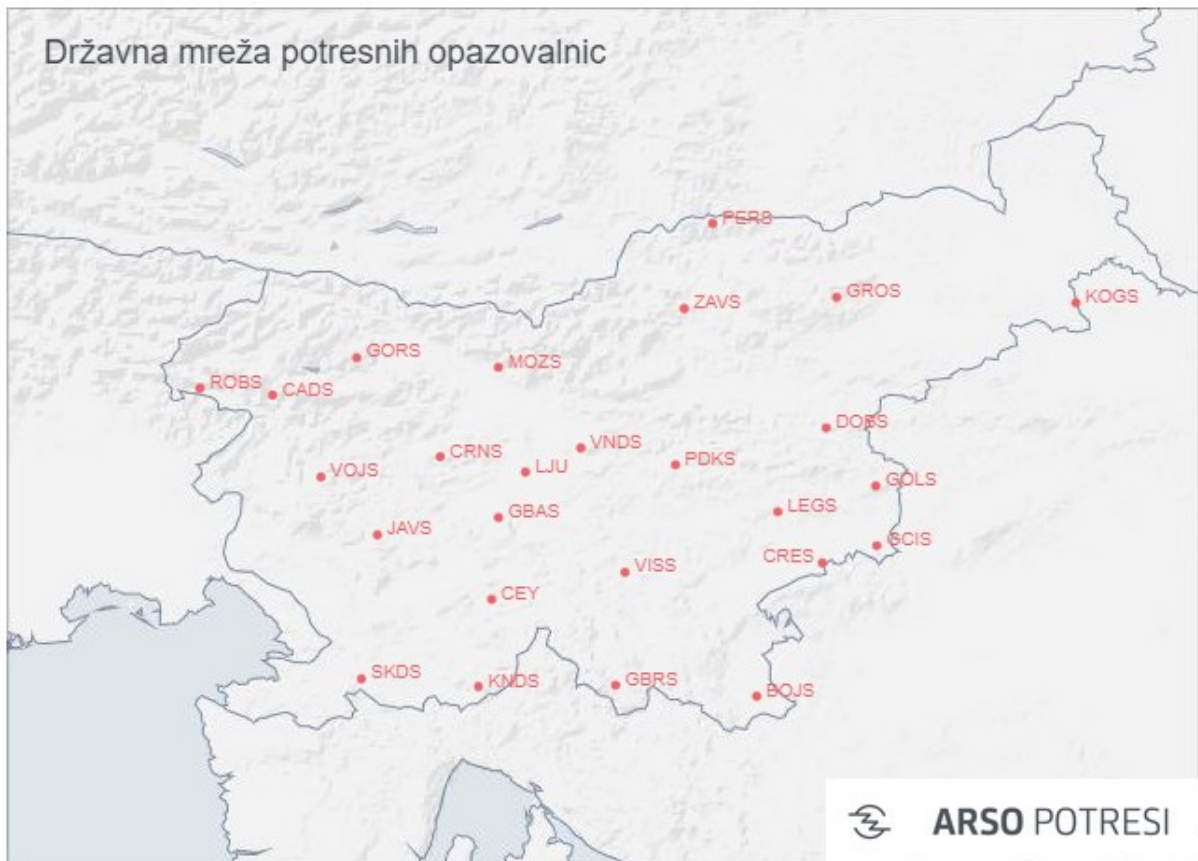 Državna mreža potresnih opazovalnic
PERS
ZAVS
GROS
KOGS
GORS
MOZS
ROBS
CADS
DOBS
CRNS
VNDS
LJU
PDKS
VOJS
GOLS
LEGS
GBAS
JAVS
GCIS
CRES
VISS
CEY
SKDS
KNDS
GBRS
BOJS
ARSO POTRESI